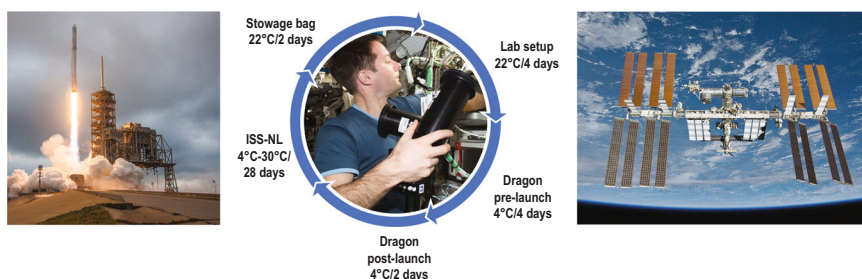 Stowage bag
22°C/2 days
Lab setup
22°C/4 days
ISS-NL
4°C-30°C/
28 days
Dragon
pre-launch
4°C/4 days
Dragon
post-launch
4°C/2 days